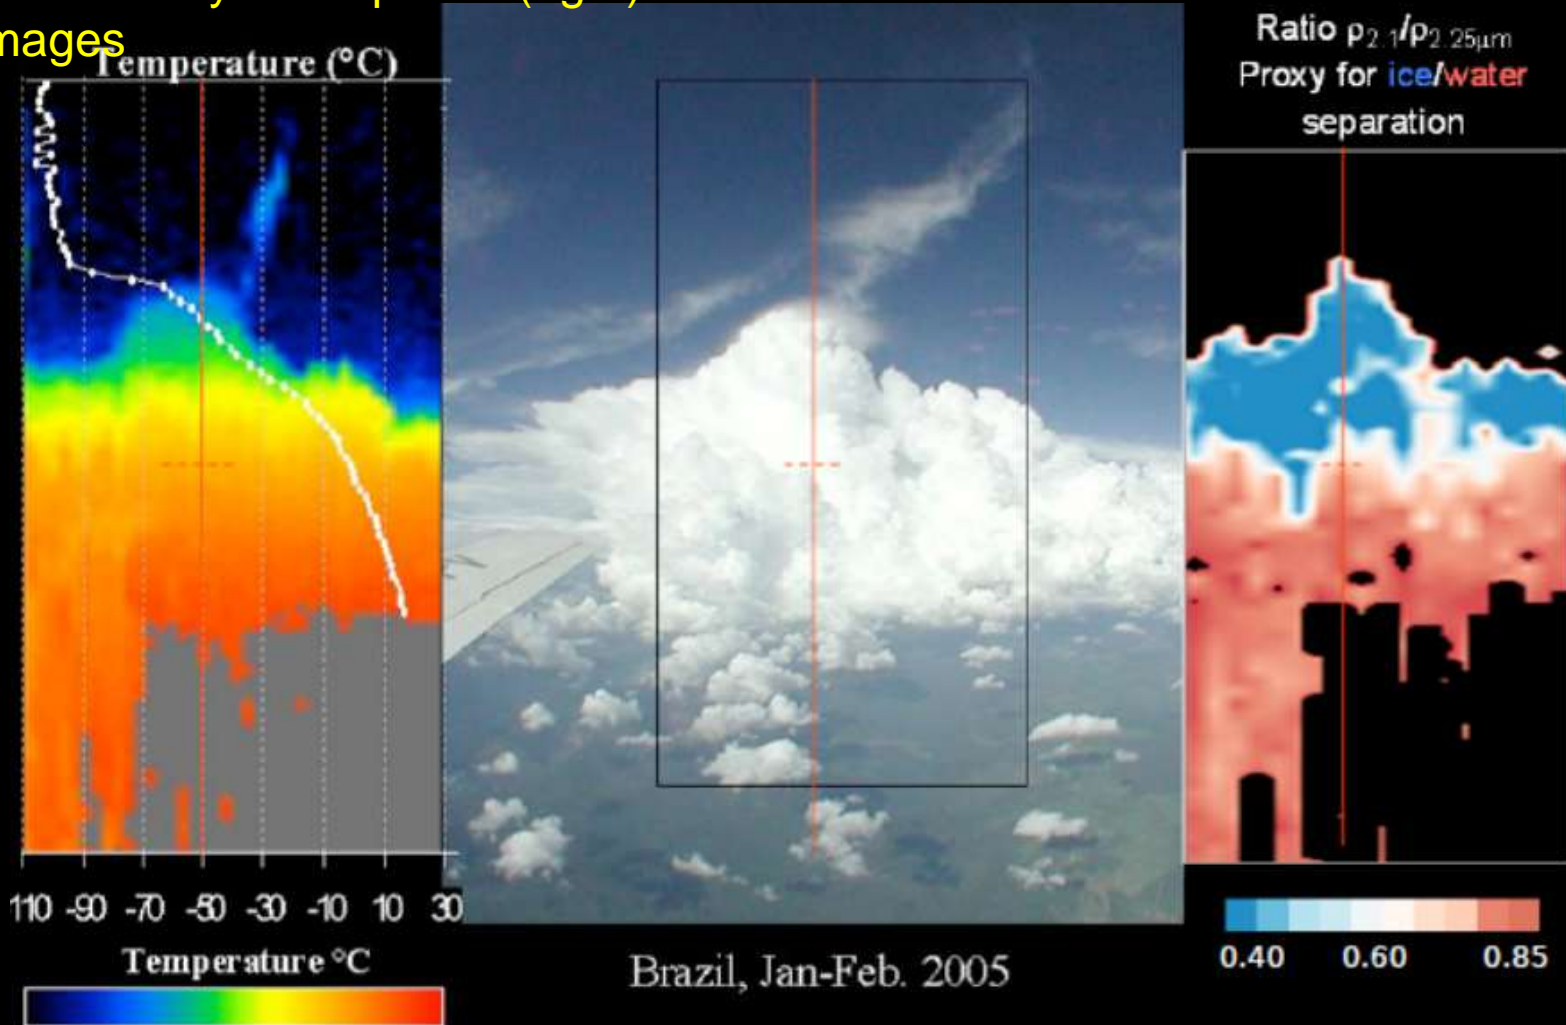 mages
Temperature (°C)
110 -90 -70 -50 -30 -10 10 30
Temperature °C
Brazil, Jan-Feb. 2005
Ratio ρ2.1/ρ2.25μm
Proxy for ice/water
separation
0.40 0.60 0.85